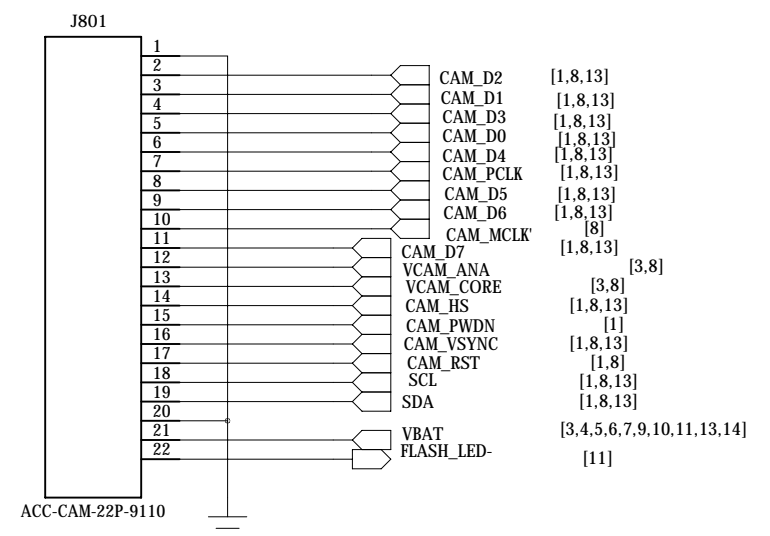 J801
1
2
CAM_D2 [1,8,13]
3
CAM_D1 [1,8,13]
4
CAM_D3 [1,8,13]
5
CAM_D0 [1,8,13]
6
CAM_D4 [1,8,13]
7
CAM_PCLK [1,8,13]
8
CAM_D5 [1,8,13]
9
CAM_D6 [1,8,13]
10
CAM_MCLK' [8]
11
CAM_D7 [1,8,13]
12
VCAM_ANA [3,8]
13
VCAM_CORE [3,8]
14
CAM_HS [1,8,13]
15
CAM_PWDN [1]
16
CAM_VSYNC [1,8,13]
17
CAM_RST [1,8]
18
SCL [1,8,13]
19
SDA [1,8,13]
20
21
VBAT [3,4,5,6,7,9,10,11,13,14]
22
FLASH_LED- [11]
ACC-CAM-22P-9110